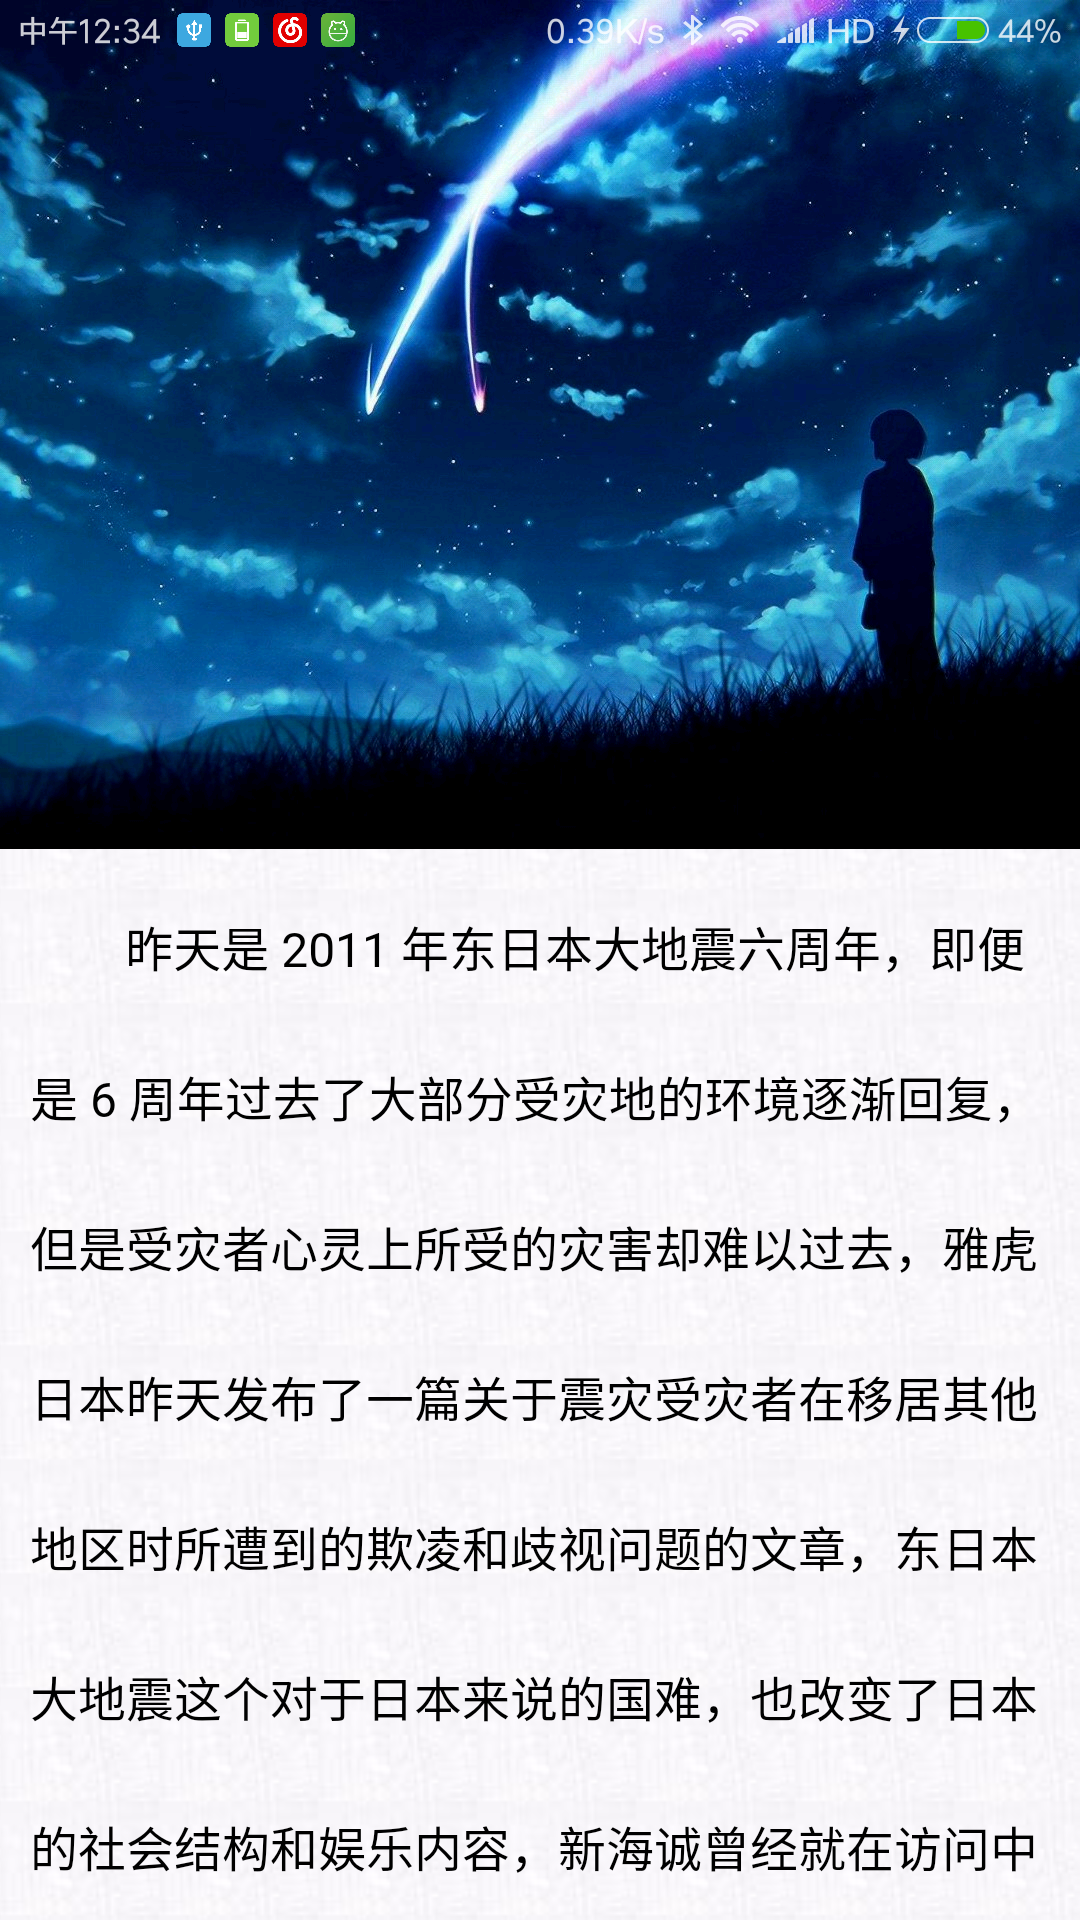 中午12:34
0.39K/s HD 44%
昨天是 2011 年东日本大地震六周年，即便
是 6 周年过去了大部分受灾地的环境逐渐回复，
但是受灾者心灵上所受的灾害却难以过去，雅虎
日本昨天发布了一篇关于震灾受灾者在移居其他
地区时所遭到的欺凌和歧视问题的文章，东日本
大地震这个对于日本来说的国难，也改变了日本
的社会结构和娱乐内容，新海诚曾经就在访问中